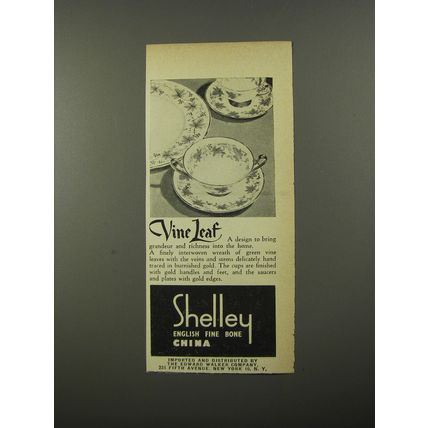 Vine Leaf. A design to bring
grandeur and richness into the home.
A finely interwoven wreath of green vine
leaves with the veins and stems delicately hand
traced in burnished gold. The cups are finished
with gold handles and feet, and the saucers
and plates with gold edges.
Shelley
ENGLISH FINE BONE
CHINA
IMPORTED AND DISTRIBUTED BY
THE EDWARD WALKER COMPANY,
225 FIFTH AVENUE, NEW YORK 10, N. Y.